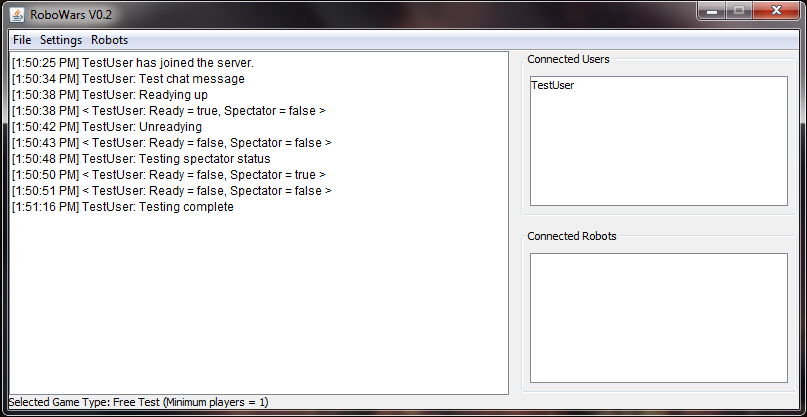 RoboWars V0.2
File Settings Robots
[1:50:25 PM] TestUser has joined the server.
[1:50:34 PM] TestUser: Test chat message
[1:50:38 PM] TestUser: Readying up
[1:50:38 PM] < TestUser: Ready = true, Spectator = false >
[1:50:42 PM] TestUser: Unreadying
[1:50:43 PM] < TestUser: Ready = false, Spectator = false >
[1:50:48 PM] TestUser: Testing spectator status
[1:50:50 PM] < TestUser: Ready = false, Spectator = true >
[1:50:51 PM] < TestUser: Ready = false, Spectator = false >
[1:51:16 PM] TestUser: Testing complete
Connected Users
TestUser
Connected Robots
Selected Game Type: Free Test (Minimum players = 1)